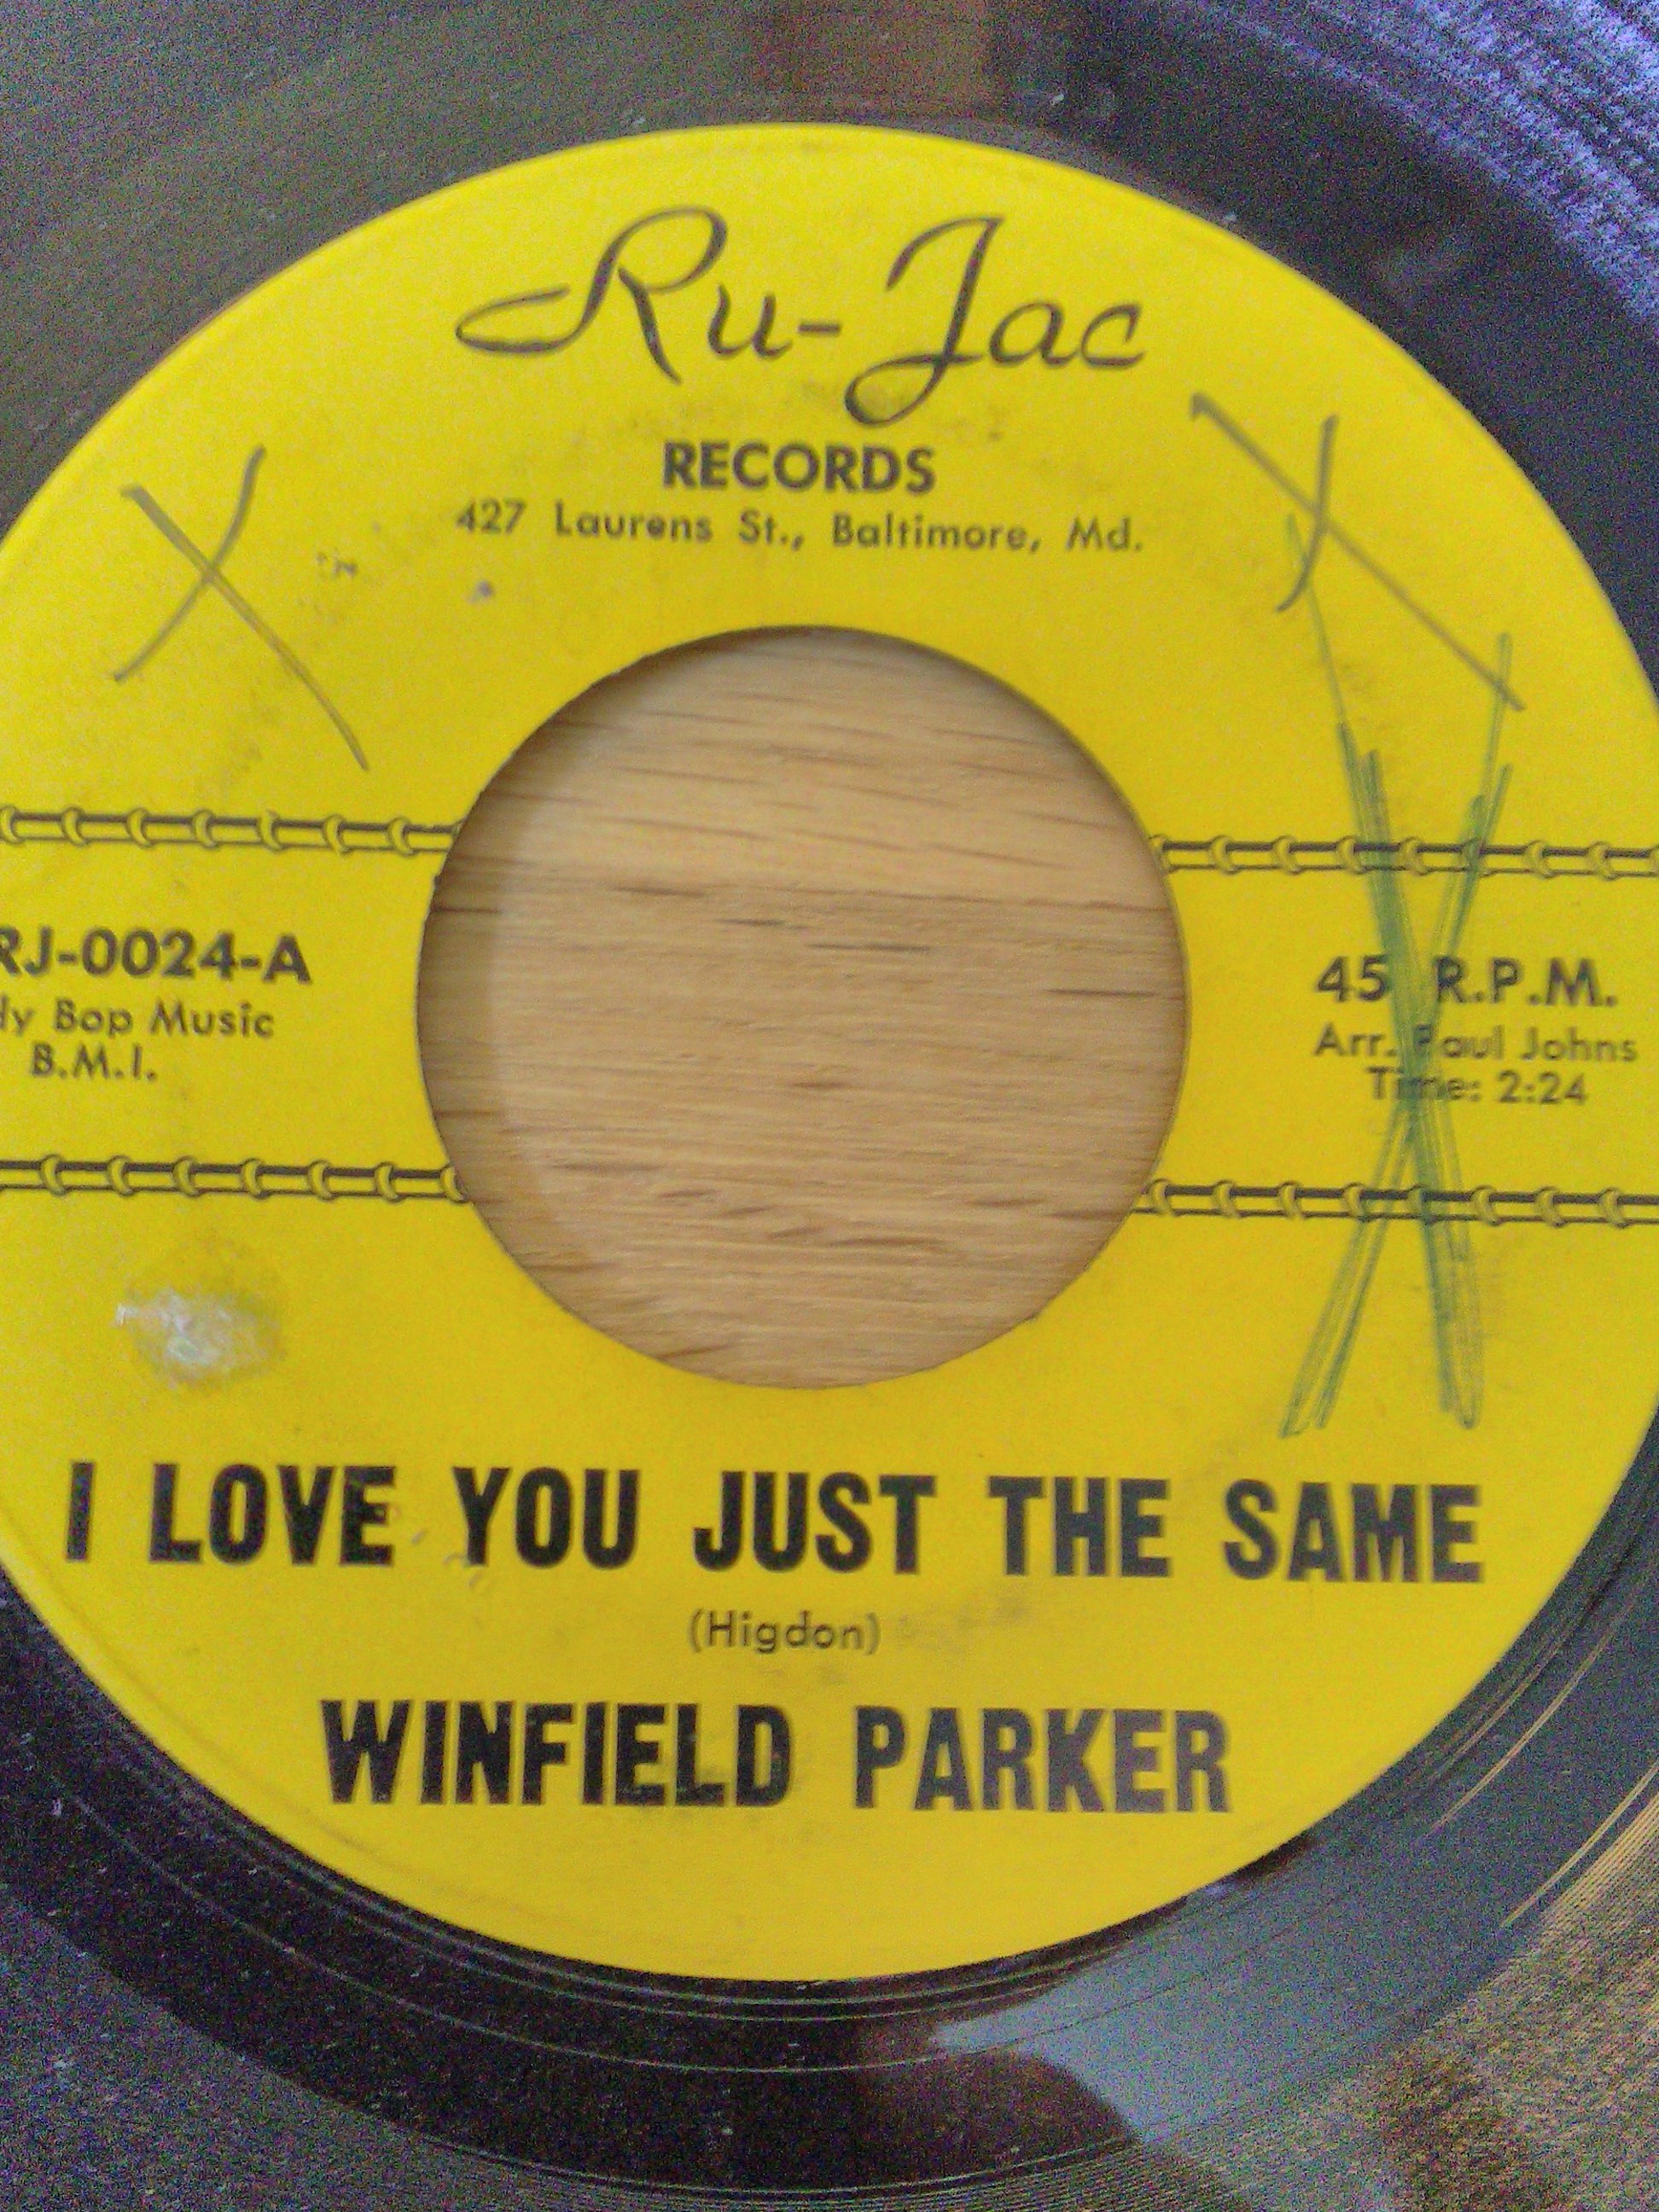 Ru-Jac
RECORDS
427 Laurens St., Baltimore, Md.
X X
RJ-0024-A
dy Bop Music
B.M.I.
45 R.P.M.
Arr. Paul Johns
Time: 2:24
X
I LOVE YOU JUST THE SAME
(Higdon)
WINFIELD PARKER